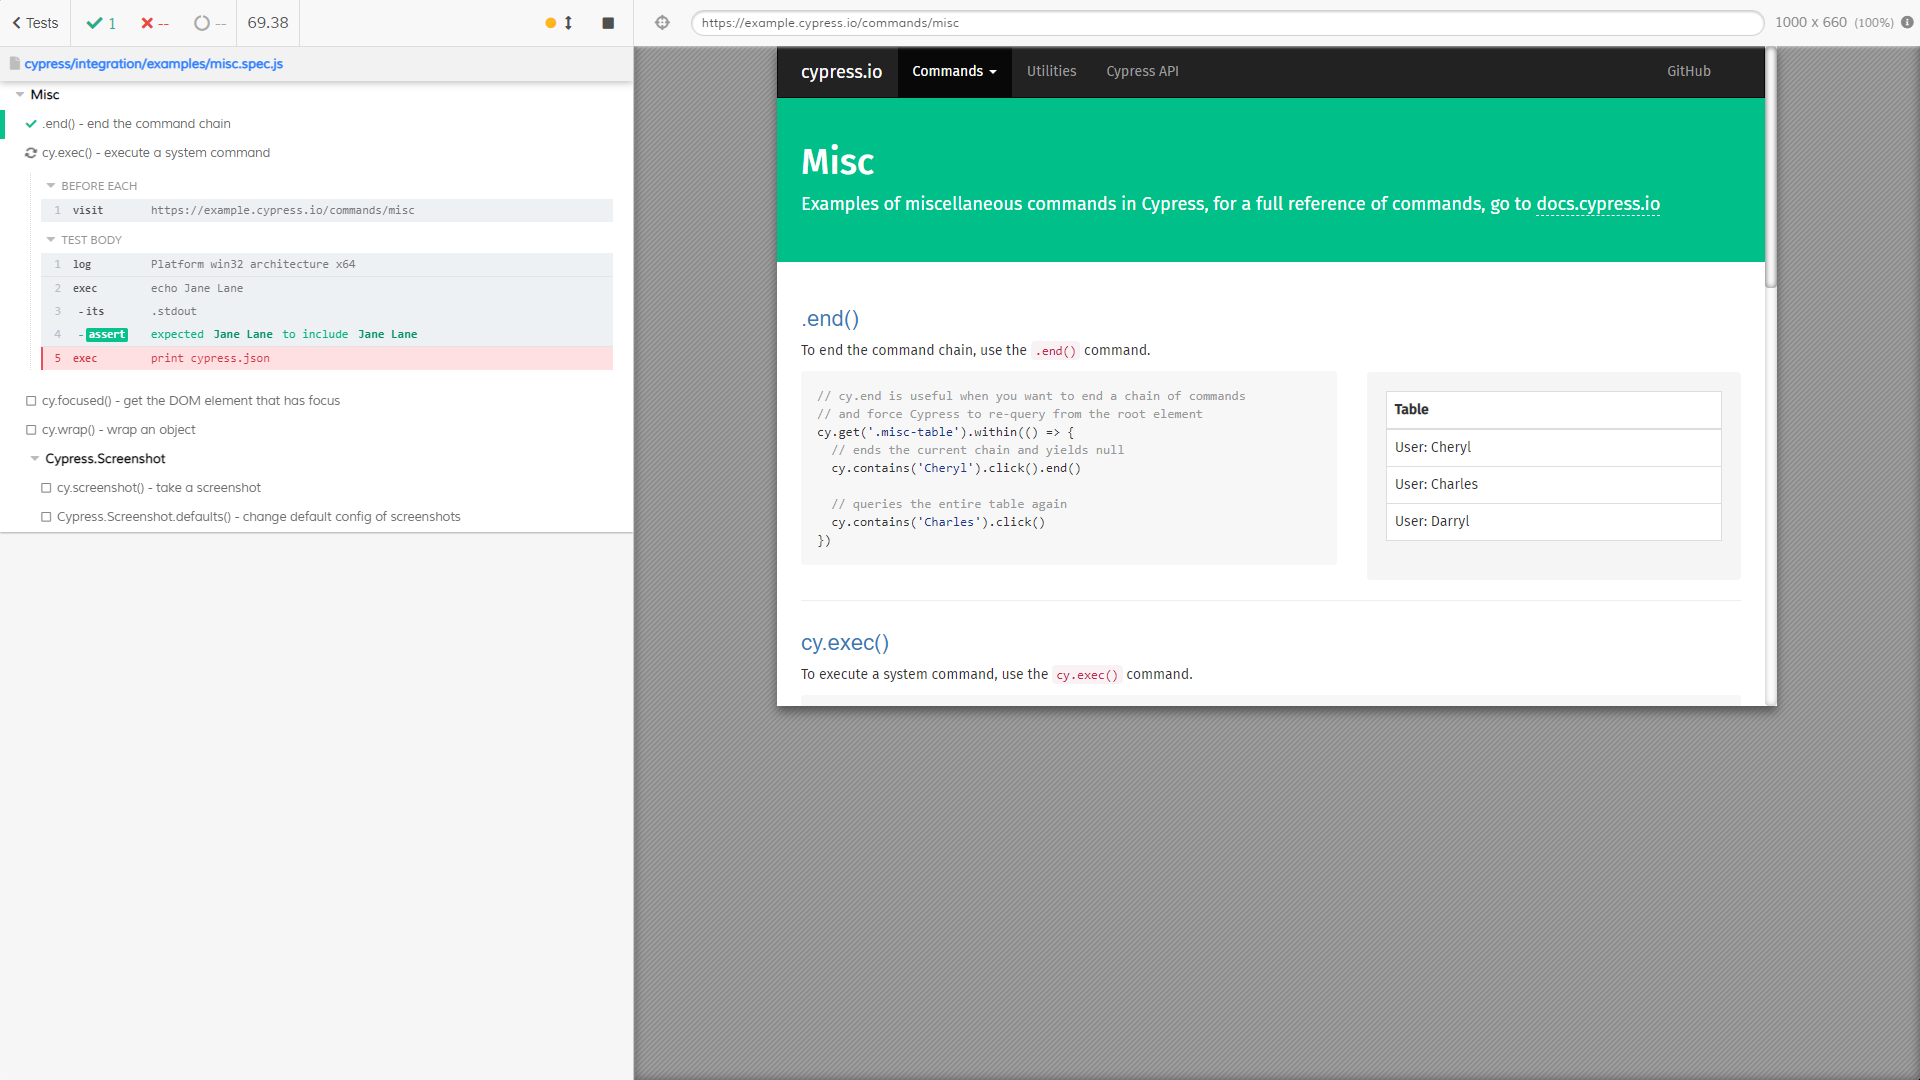 Tests 1 -- -- 69.38
cypress/integration/examples/misc.spec.js
Misc
.end() - end the command chain
cy.exec() - execute a system command
BEFORE EACH
1 visit https://example.cypress.io/commands/misc
TEST BODY
1 log Platform win32 architecture x64
2 exec echo Jane Lane
3 -its .stdout
4 -assert expected Jane Lane to include Jane Lane
5 exec print cypress.json
cy.focused() - get the DOM element that has focus
cy.wrap() - wrap an object
Cypress.Screenshot
cy.screenshot() - take a screenshot
Cypress.Screenshot.defaults() - change default config of screenshots
https://example.cypress.io/commands/misc 1000 x 660 (100%)
cypress.io Commands Utilities Cypress API GitHub
Misc
Examples of miscellaneous commands in Cypress, for a full reference of commands, go to docs.cypress.io
.end()
To end the command chain, use the .end() command.
// cy.end is useful when you want to end a chain of commands
// and force Cypress to re-query from the root element
cy.get('.misc-table').within(() => {
// ends the current chain and yields null
cy.contains('Cheryl').click().end()
// queries the entire table again
cy.contains('Charles').click()
})
Table
User: Cheryl
User: Charles
User: Darryl
cy.exec()
To execute a system command, use the cy.exec() command.